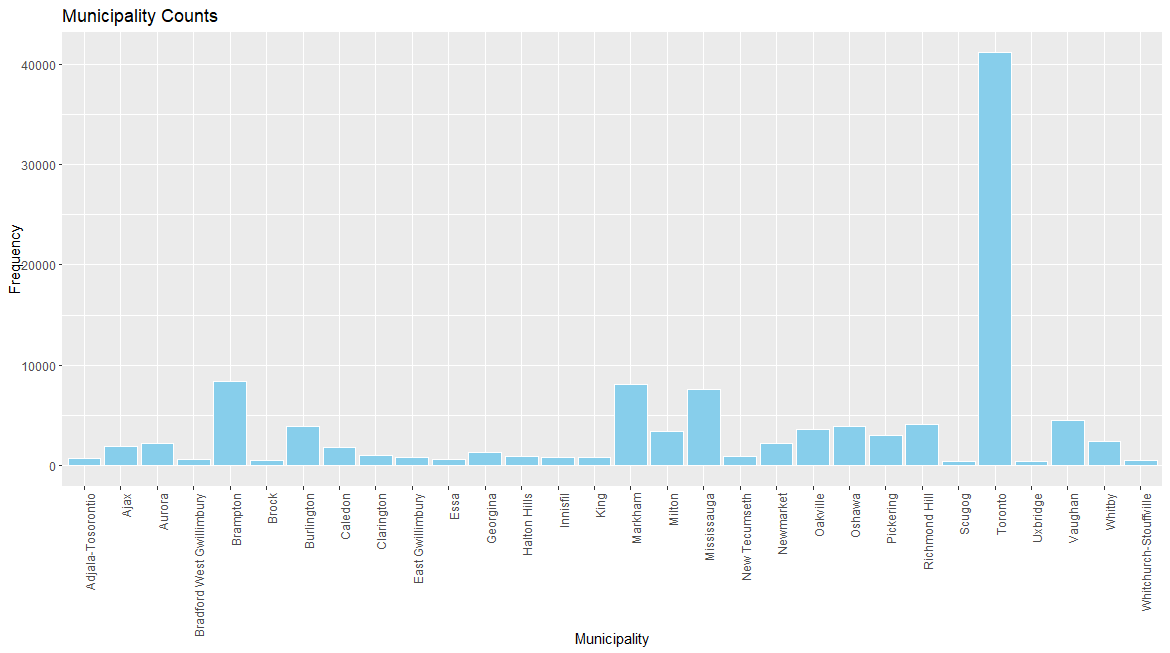 Municipality Counts
Frequency
40000
30000
20000
10000
0
Adjala-Tosorontio
Ajax
Aurora
Bradford West Gwillimbury
Brampton
Brock
Burlington
Caledon
Clarington
East Gwillimbury
Essa
Georgina
Halton Hills
Innisfil
King
Markham
Milton
Mississauga
New Tecumseth
Newmarket
Oakville
Oshawa
Pickering
Richmond Hill
Scugog
Toronto
Uxbridge
Vaughan
Whitby
Whitchurch-Stouffville
Municipality